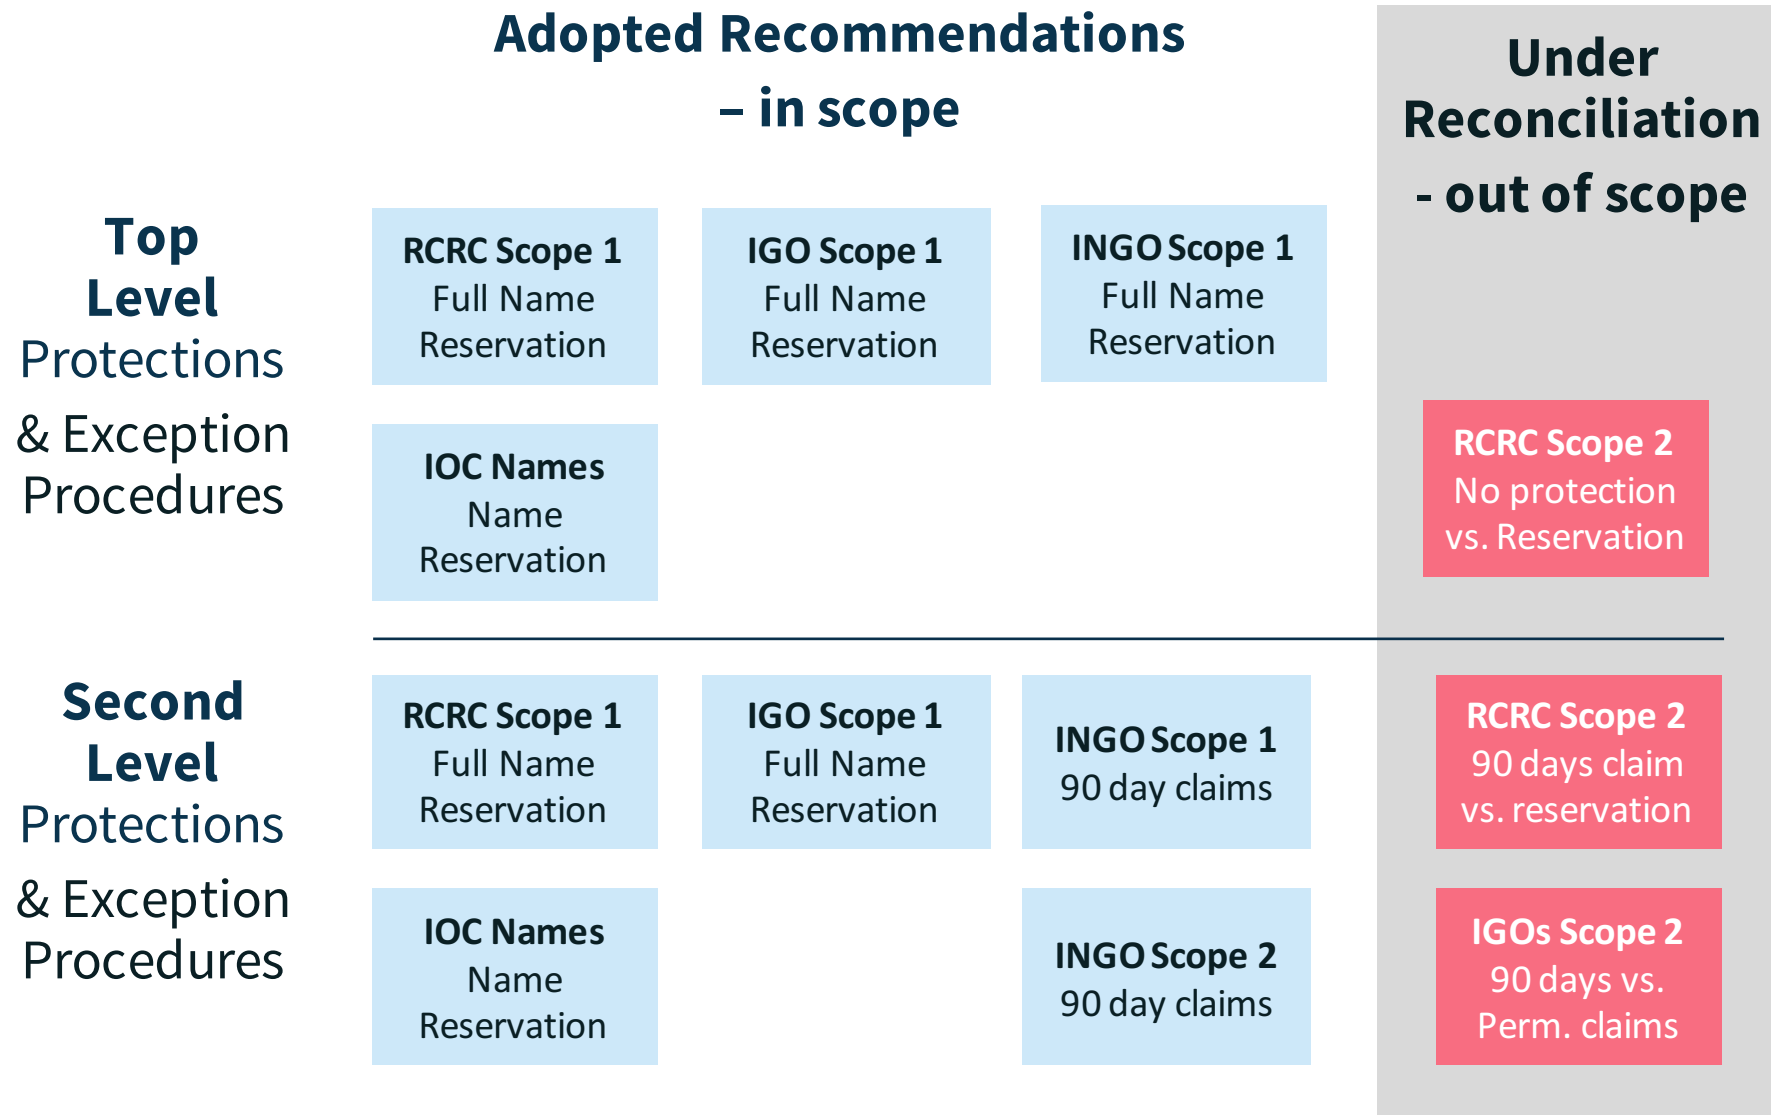 Adopted Recommendations
– in scope
Under
Reconciliation
- out of scope
Top
Level
Protections
& Exception
Procedures
RCRC Scope 1
Full Name
Reservation
IGO Scope 1
Full Name
Reservation
INGO Scope 1
Full Name
Reservation
IOC Names
Name
Reservation
RCRC Scope 2
No protection
vs. Reservation
Second
Level
Protections
& Exception
Procedures
RCRC Scope 1
Full Name
Reservation
IGO Scope 1
Full Name
Reservation
INGO Scope 1
90 day claims
RCRC Scope 2
90 days claim
vs. reservation
IOC Names
Name
Reservation
INGO Scope 2
90 day claims
IGOs Scope 2
90 days vs.
Perm. claims